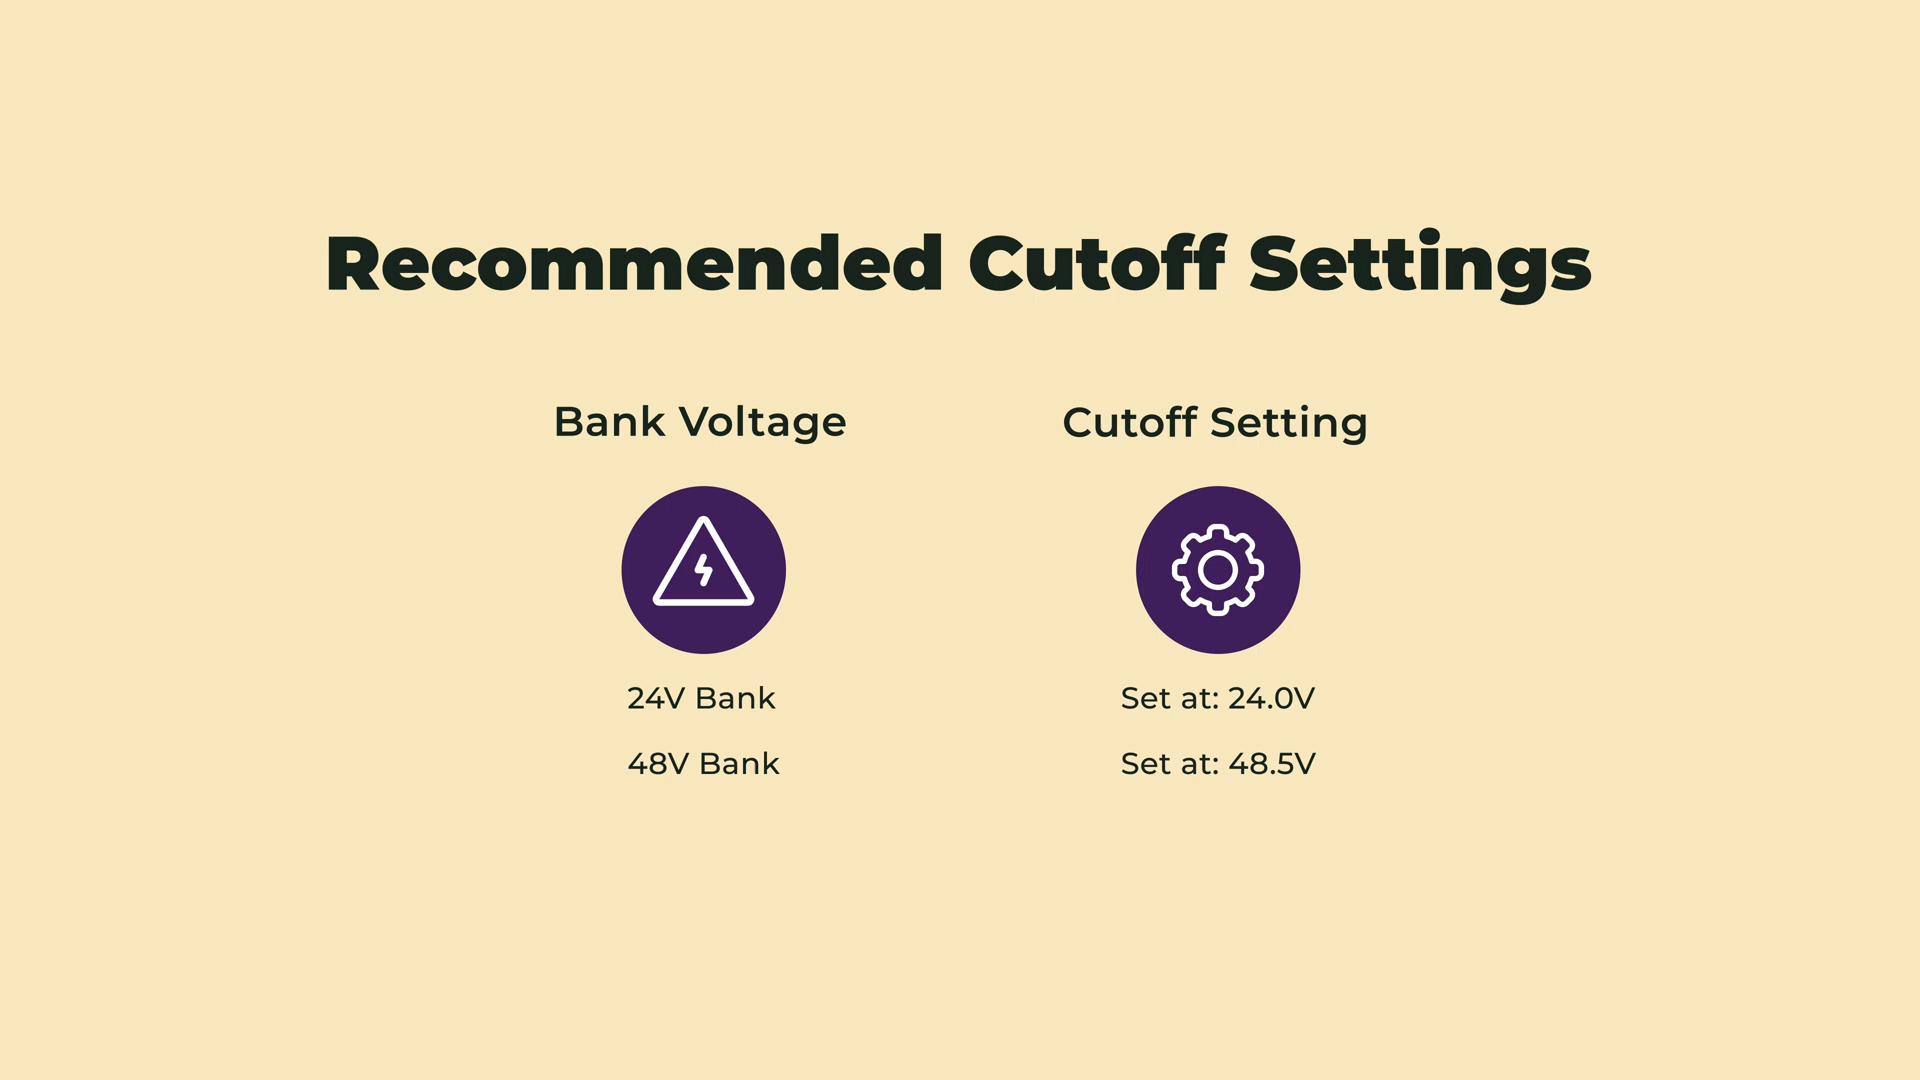 Recommended Cutoff Settings
Bank Voltage
Cutoff Setting
24V Bank
Set at: 24.0V
48V Bank
Set at: 48.5V